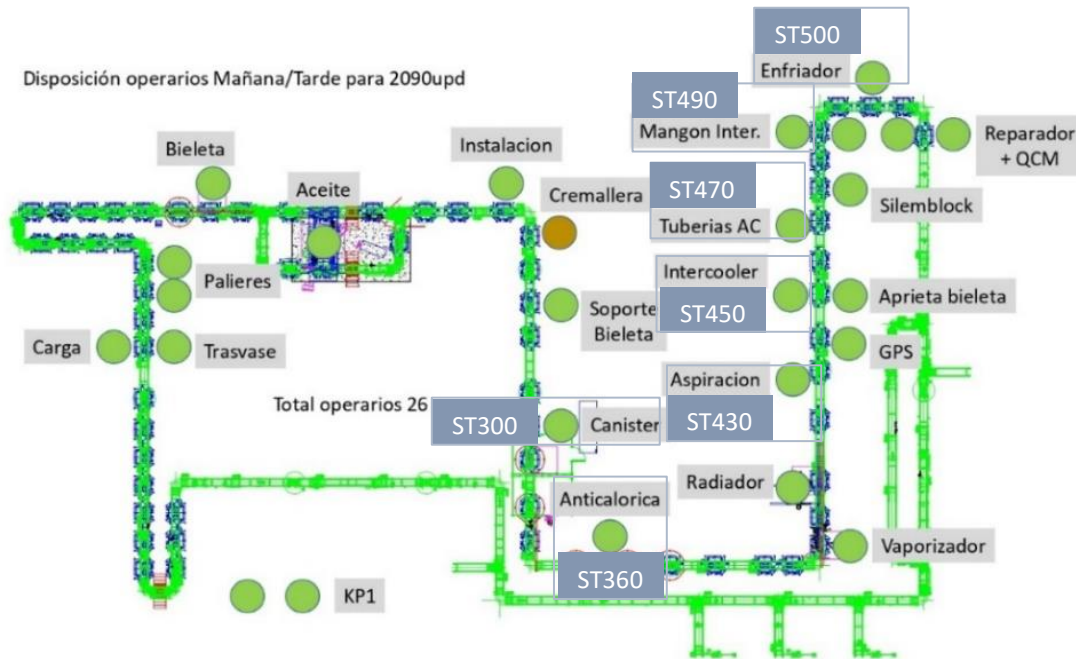 ST500
Enfriador
Disposición operarios Mañana/Tarde para 2090upd
ST490
Mangon Inter.
Reparador
+ QCM
Bieleta
Instalacion
Aceite
Cremallera
ST470
Tuberias AC
Silemblock
Palieres
Intercooler
ST450
Aprieta bieleta
Soporte
Bieleta
Carga
Trasvase
GPS
Aspiracion
Total operarios 26
ST300
Canister
ST430
Radiador
Anticalorica
Vaporizador
ST360
KP1